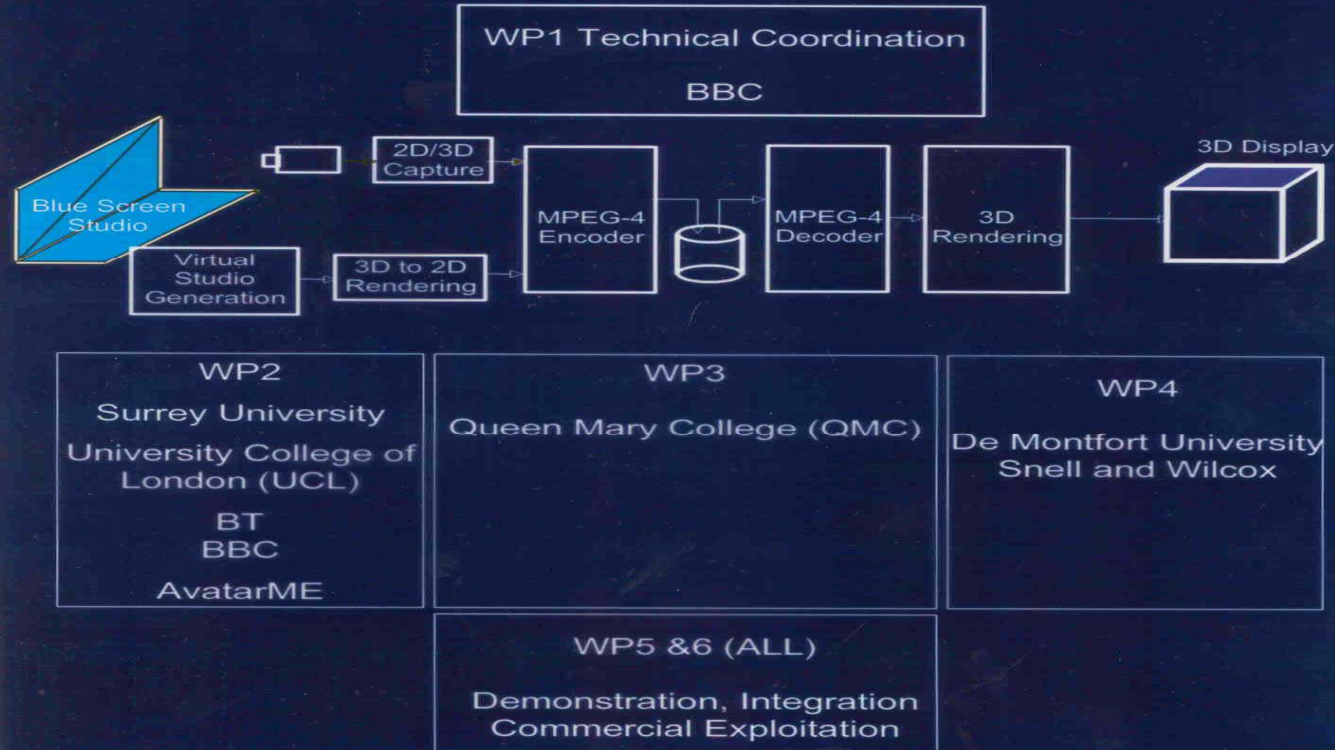 WP1 Technical Coordination
BBC
3D Display
2D/3D
Capture
Blue Screen
Studio
MPEG-4
Encoder
MPEG-4
Decoder
3D
Rendering
Virtual
Studio
Generation
3D to 2D
Rendering
WP2
Surrey University
University College of
London (UCL)
BT
BBC
AvatarME
WP3
Queen Mary College (QMC)
WP4
De Montfort University
Snell and Wilcox
WP5 &6 (ALL)
Demonstration, Integration
Commercial Exploitation